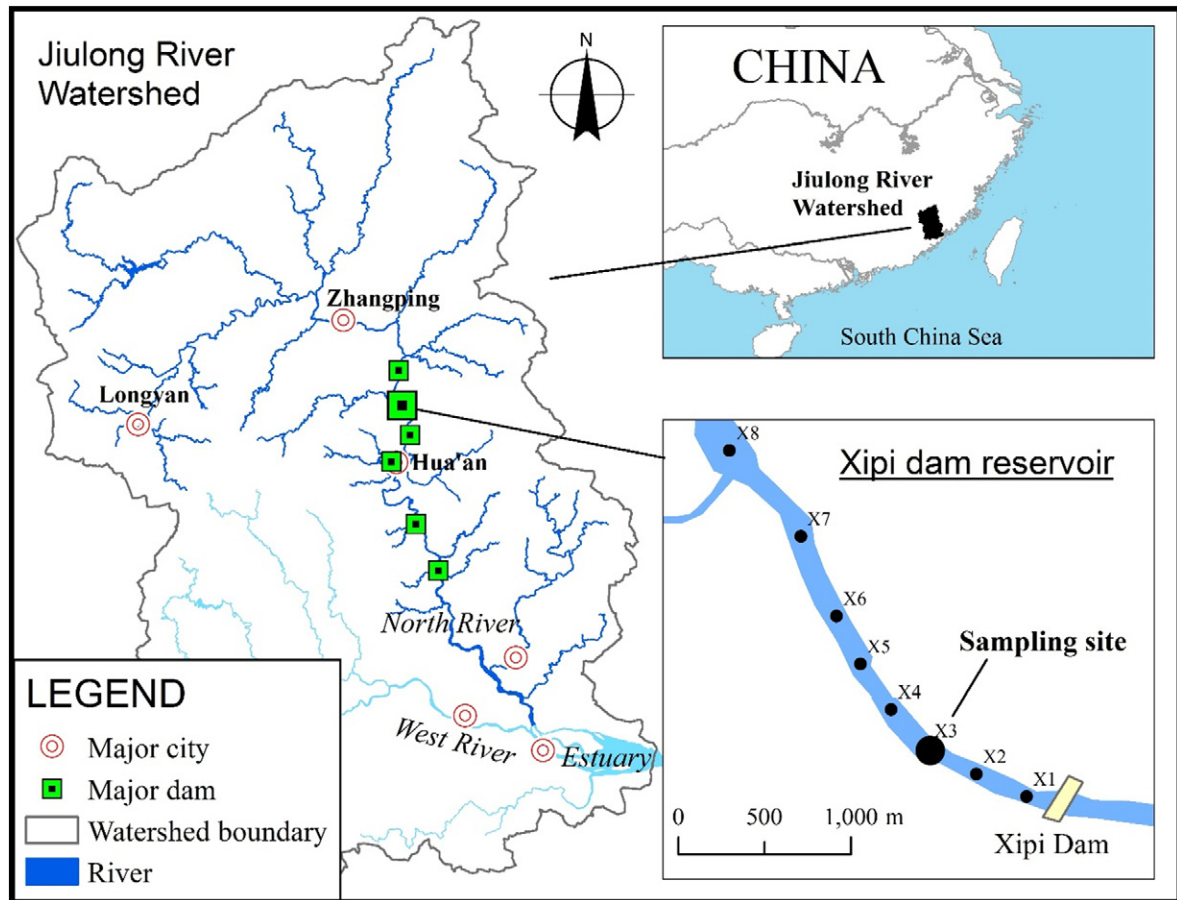 Jiulong River
Watershed
N
Zhangping
Longyan
Hua'an
North River
West River
Estuary
LEGEND
Major city
Major dam
Watershed boundary
River
CHINA
Jiulong River
Watershed
South China Sea
Xipi dam reservoir
X8
X7
X6
X5
Sampling site
X4
X3
X2
X1
0 500 1,000 m
Xipi Dam